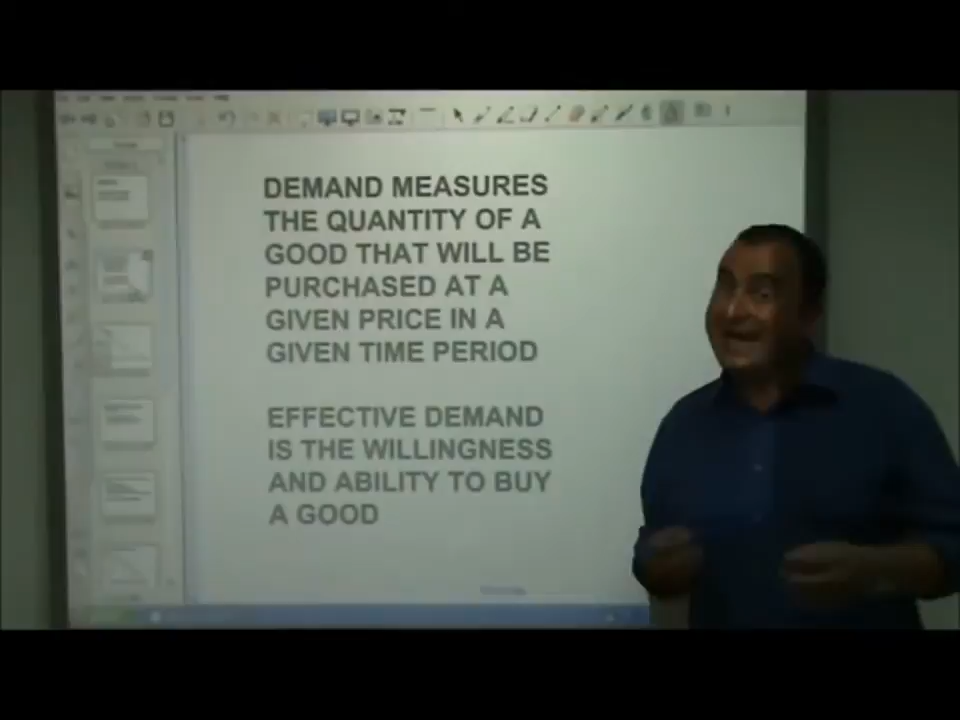 DEMAND MEASURES
THE QUANTITY OF A
GOOD THAT WILL BE
PURCHASED AT A
GIVEN PRICE IN A
GIVEN TIME PERIOD
EFFECTIVE DEMAND
IS THE WILLINGNESS
AND ABILITY TO BUY
A GOOD